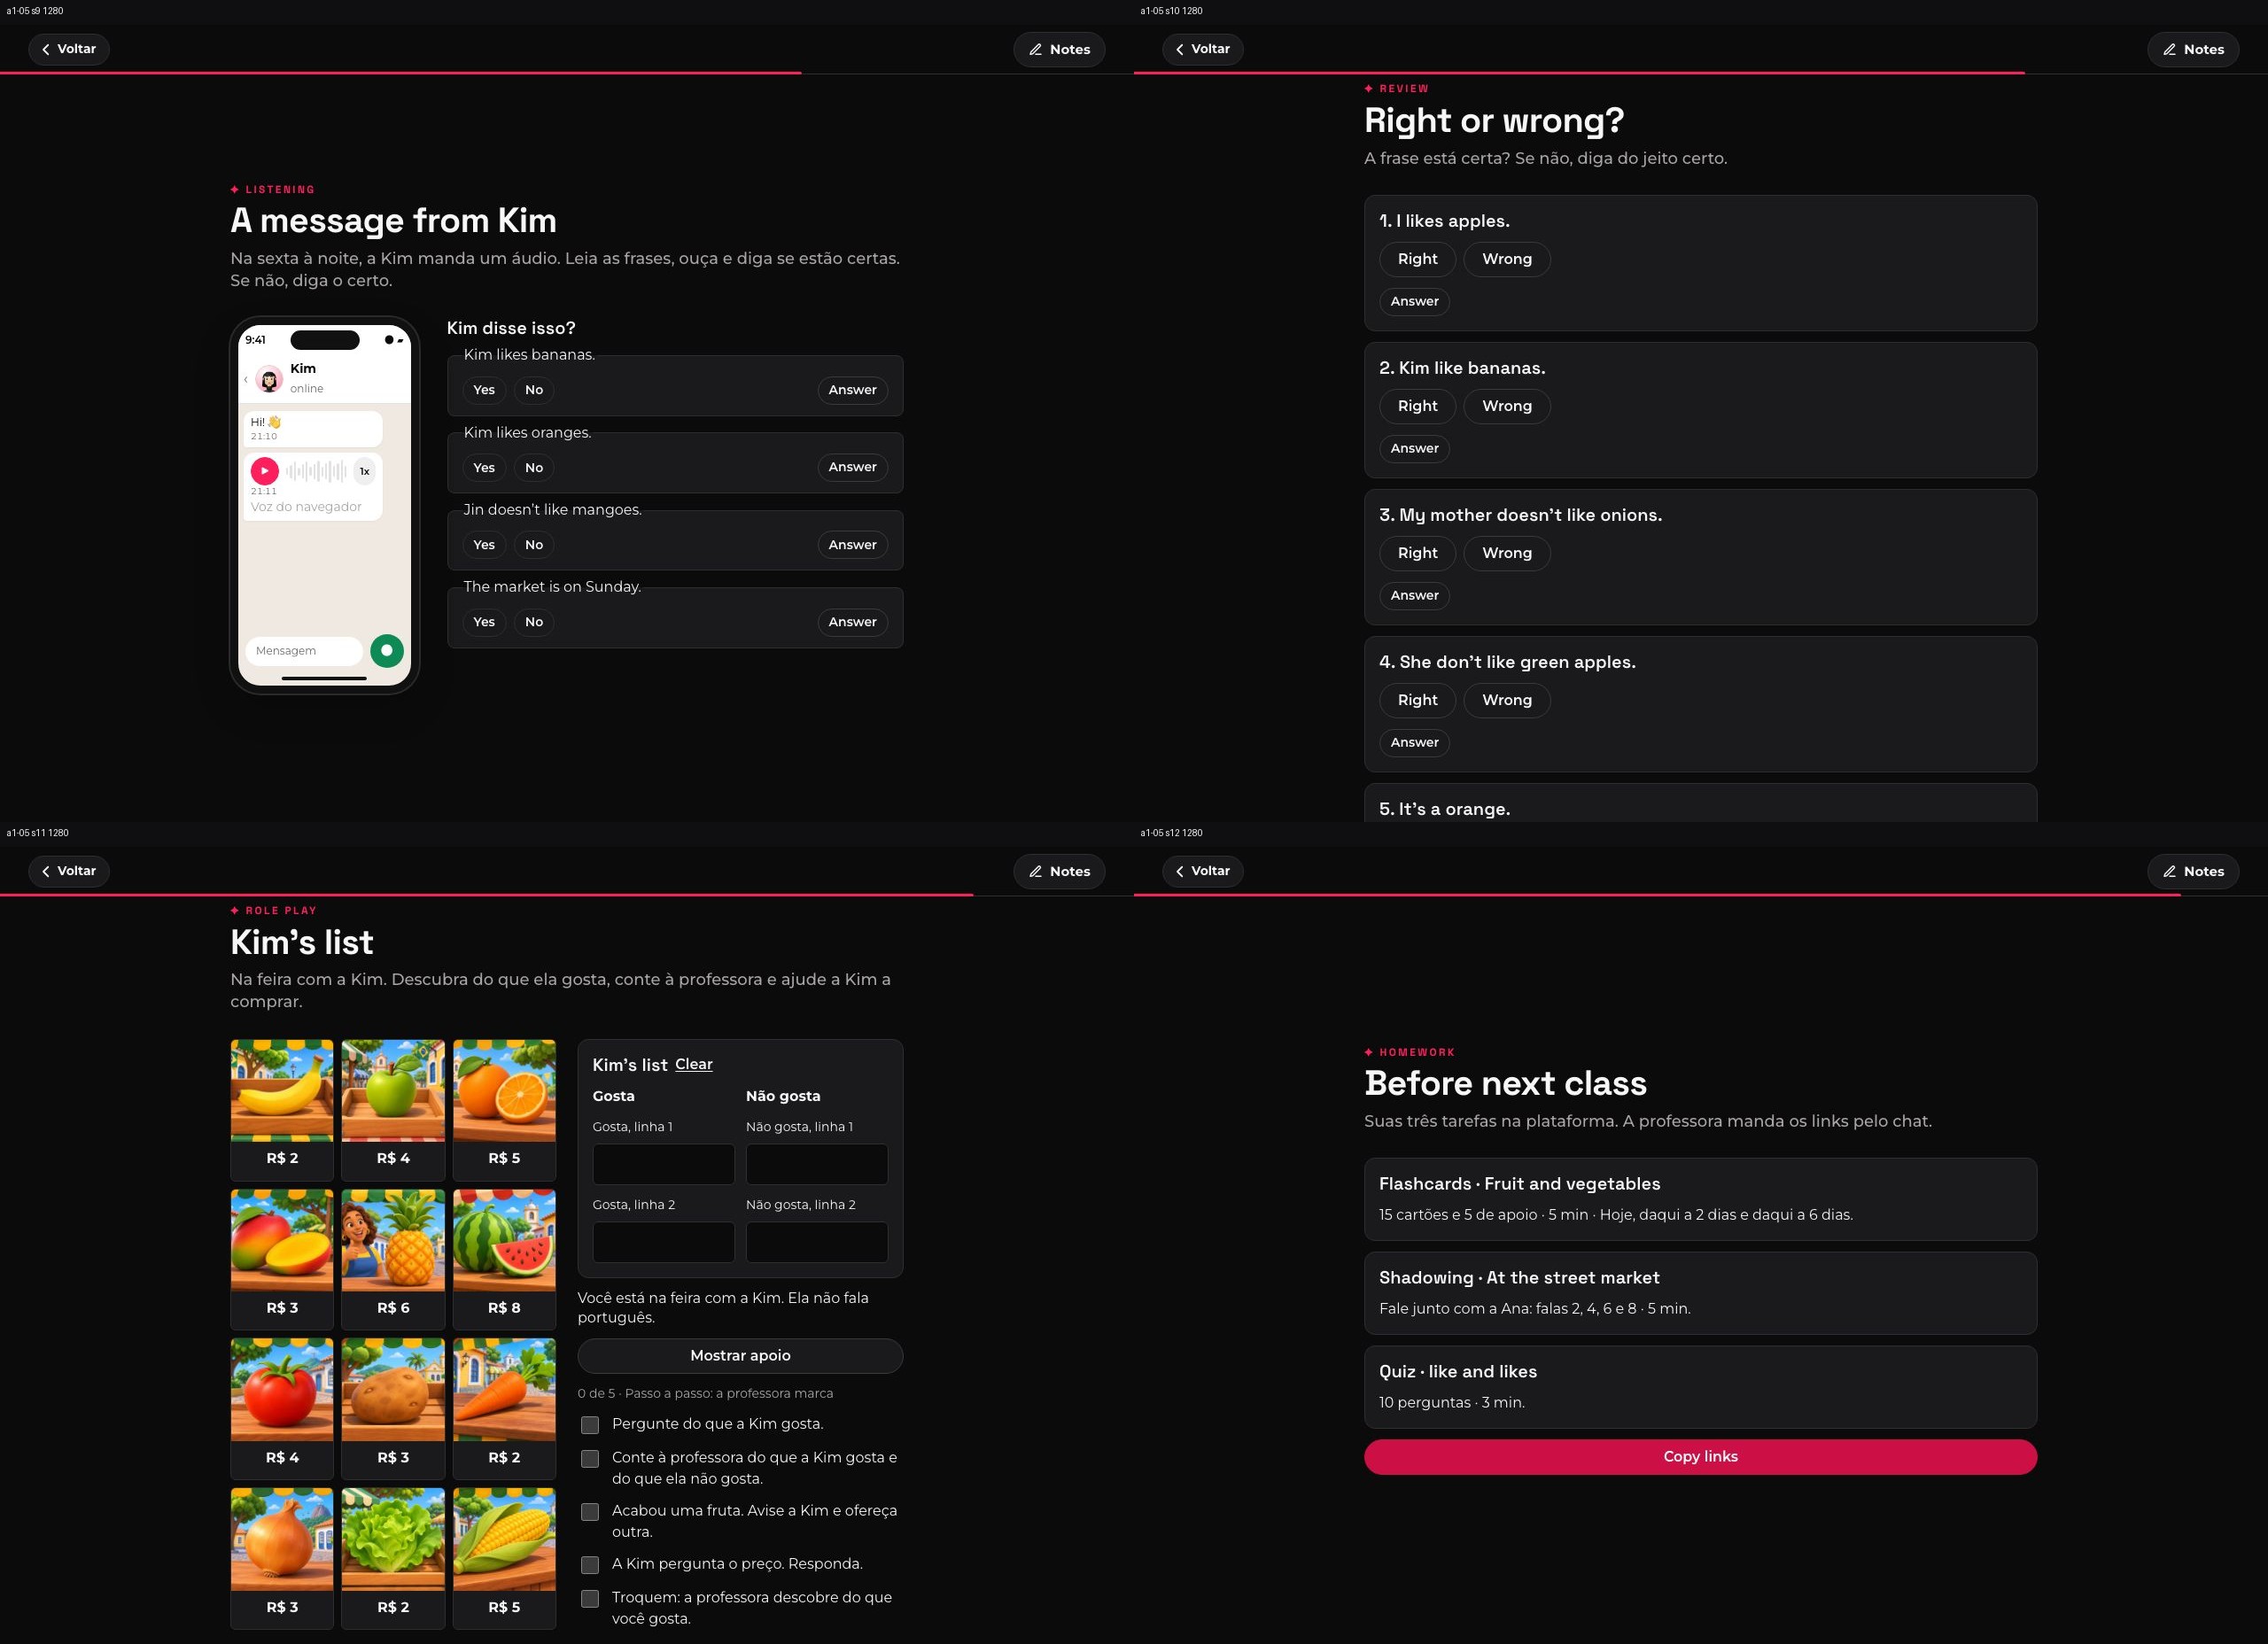 a1-05 s9 1280
Voltar
Notes
LISTENING
A message from Kim
Na sexta à noite, a Kim manda um áudio. Leia as frases, ouça e diga se estão certas.
Se não, diga o certo.
9:41
Kim
online
Hi! 👋
21:10
1x
21:11
Voz do navegador
Mensagem
Kim disse isso?
Kim likes bananas.
Yes
No
Answer
Kim likes oranges.
Yes
No
Answer
Jin doesn't like mangoes.
Yes
No
Answer
The market is on Sunday.
Yes
No
Answer
a1-05 s10 1280
Voltar
Notes
REVIEW
Right or wrong?
A frase está certa? Se não, diga do jeito certo.
1. I likes apples.
Right
Wrong
Answer
2. Kim like bananas.
Right
Wrong
Answer
3. My mother doesn't like onions.
Right
Wrong
Answer
4. She don't like green apples.
Right
Wrong
Answer
5. It's a orange.
a1-05 s11 1280
Voltar
Notes
ROLE PLAY
Kim's list
Na feira com a Kim. Descubra do que ela gosta, conte à professora e ajude a Kim a
comprar.
R$ 2
R$ 4
R$ 5
R$ 3
R$ 6
R$ 8
R$ 4
R$ 3
R$ 2
R$ 3
R$ 2
R$ 5
Kim's list Clear
Gosta
Não gosta
Gosta, linha 1
Não gosta, linha 1
Gosta, linha 2
Não gosta, linha 2
Você está na feira com a Kim. Ela não fala
português.
Mostrar apoio
0 de 5 · Passo a passo: a professora marca
Pergunte do que a Kim gosta.
Conte à professora do que a Kim gosta e
do que ela não gosta.
Acabou uma fruta. Avise a Kim e ofereça
outra.
A Kim pergunta o preço. Responda.
Troquem: a professora descobre do que
você gosta.
a1-05 s12 1280
Voltar
Notes
HOMEWORK
Before next class
Suas três tarefas na plataforma. A professora manda os links pelo chat.
Flashcards · Fruit and vegetables
15 cartões e 5 de apoio · 5 min · Hoje, daqui a 2 dias e daqui a 6 dias.
Shadowing · At the street market
Fale junto com a Ana: falas 2, 4, 6 e 8 · 5 min.
Quiz · like and likes
10 perguntas · 3 min.
Copy links